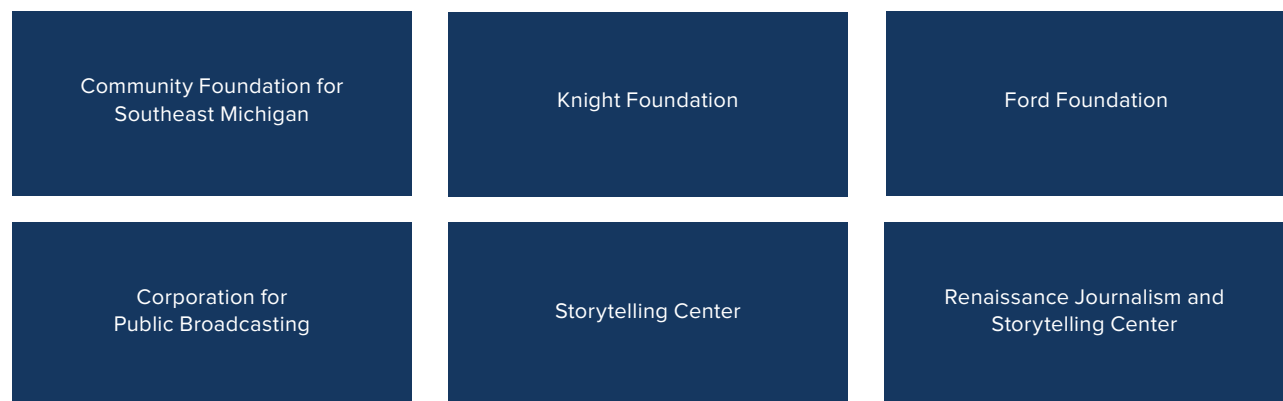 Community Foundation for
Southeast Michigan
Knight Foundation
Ford Foundation
Corporation for
Public Broadcasting
Storytelling Center
Renaissance Journalism and
Storytelling Center